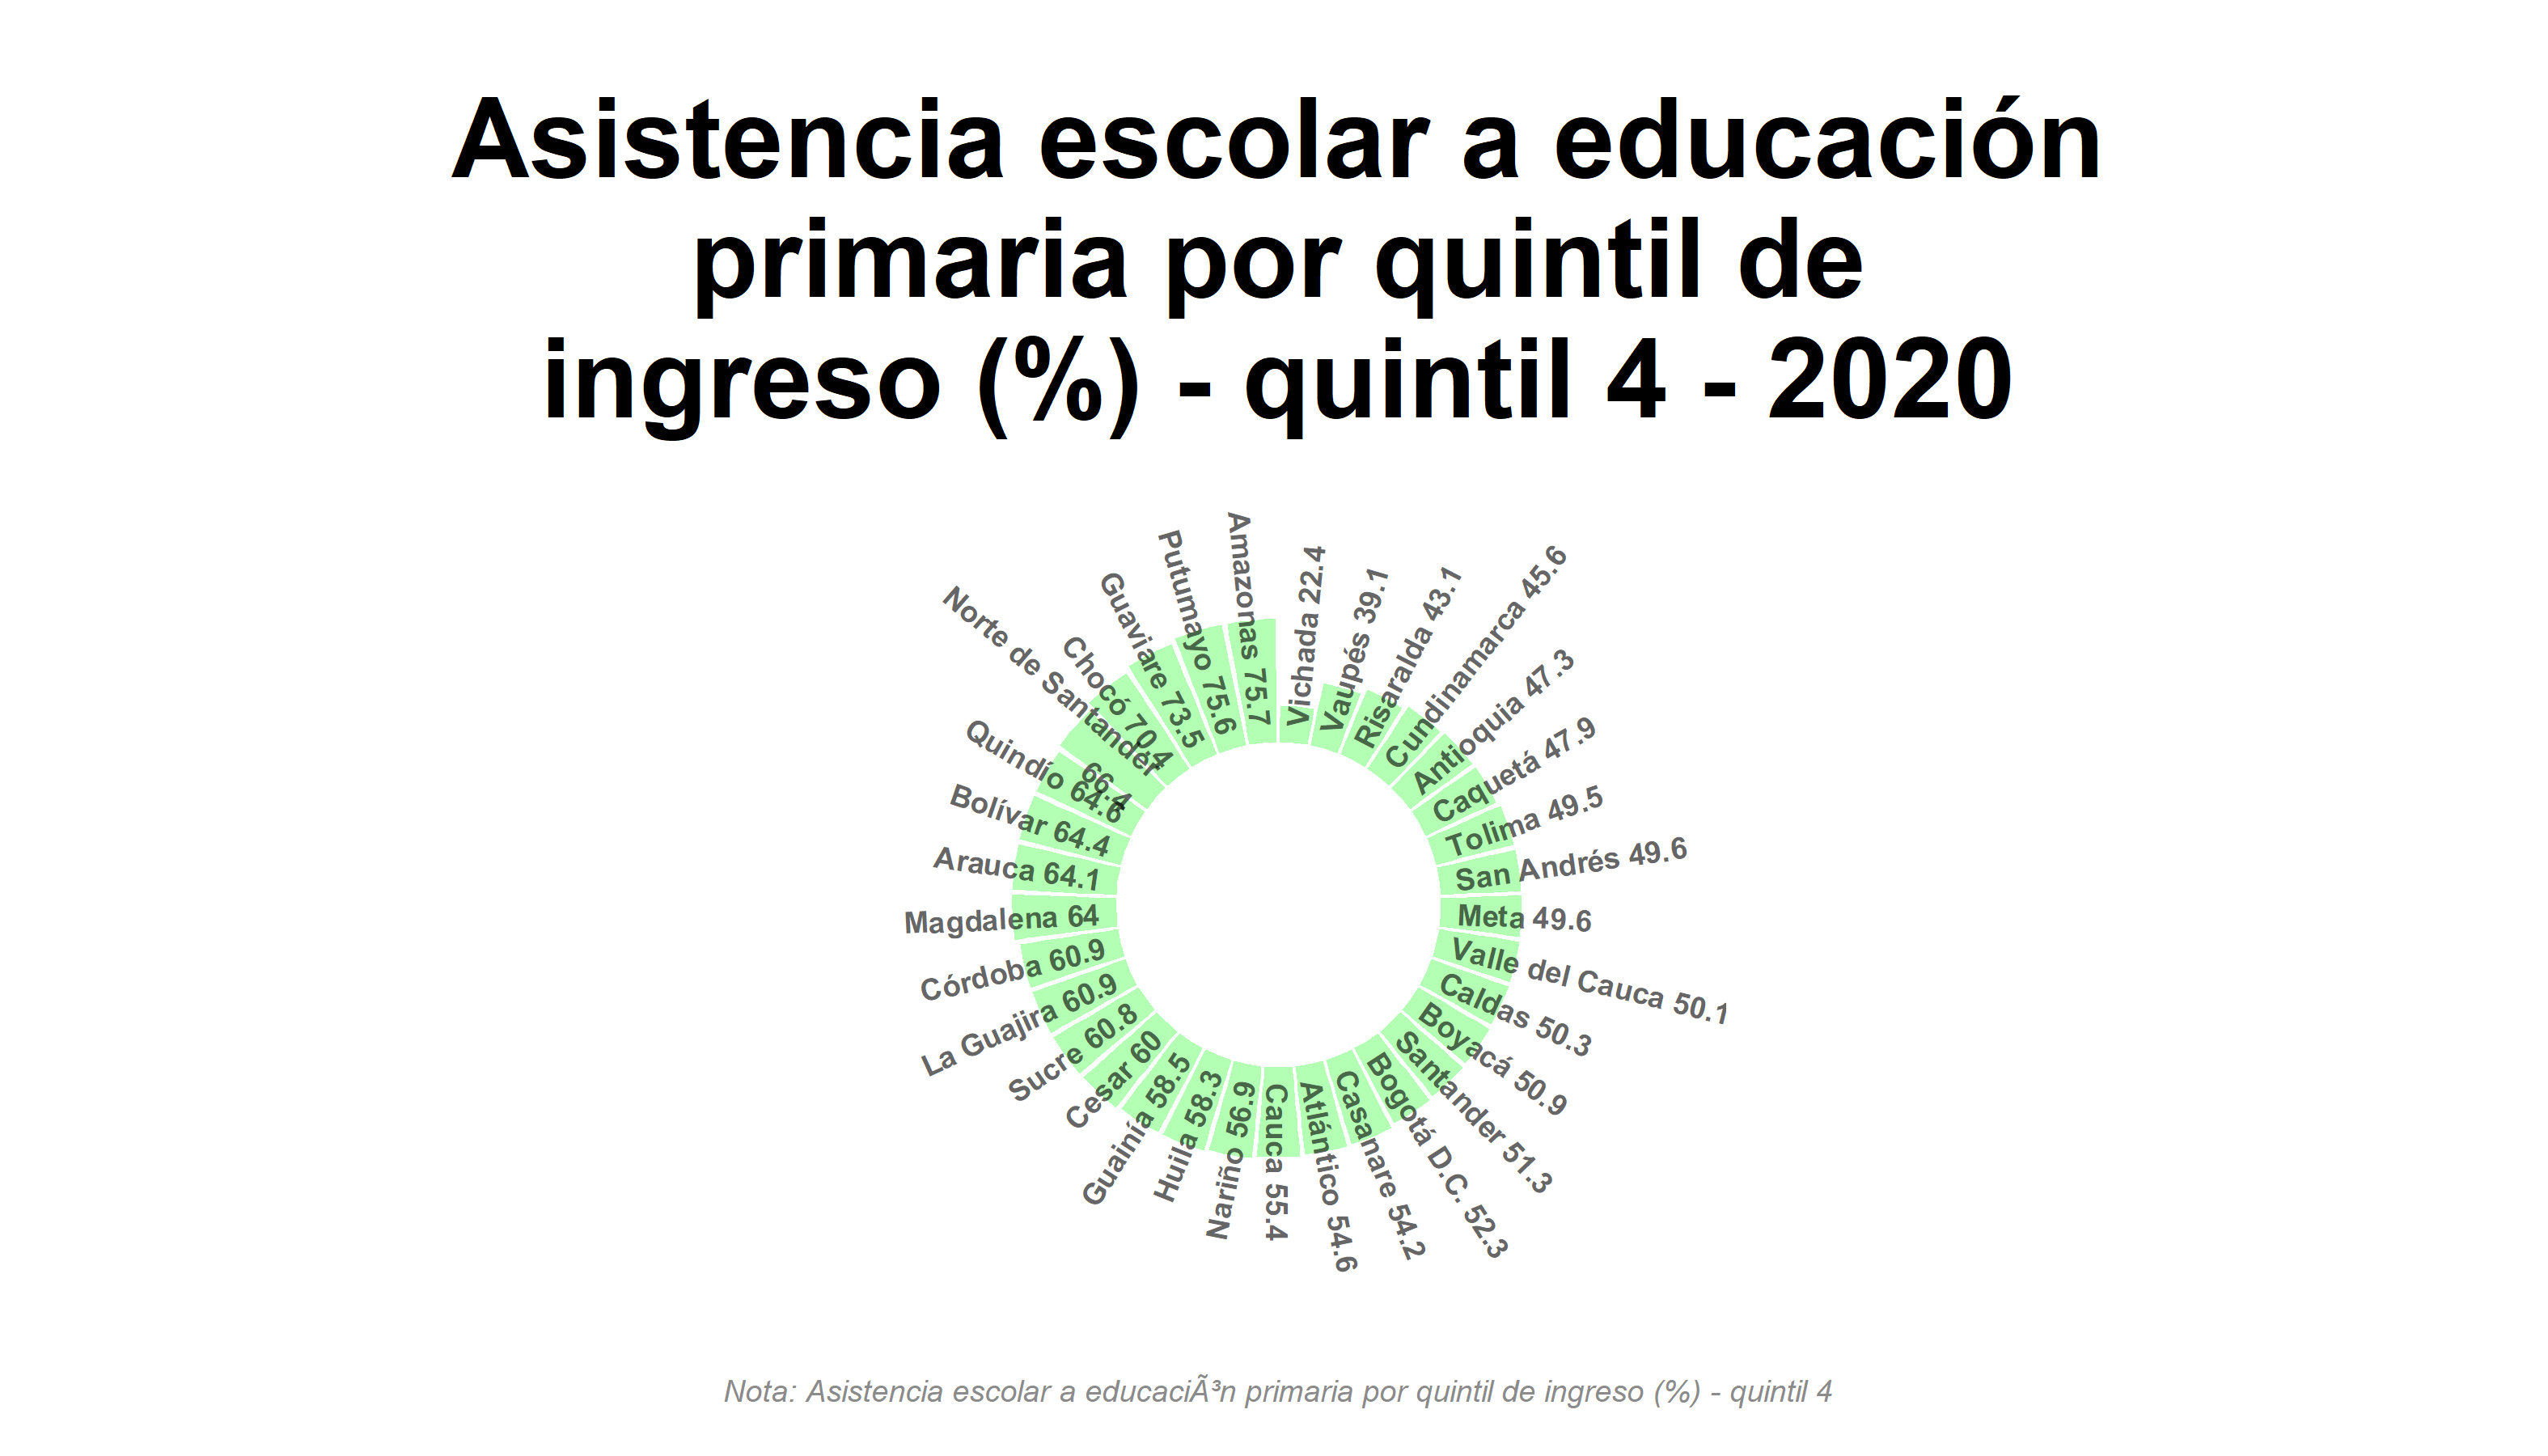 Asistencia escolar a educación
primaria por quintil de
ingreso (%) - quintil 4 - 2020
Vichada 22.4
Vaupés 39.1
Risaralda 43.1
Cundinamarca 45.6
Antioquia 47.3
Caquetá 47.9
Tolima 49.5
San Andrés 49.6
Meta 49.6
Valle del Cauca 50.1
Caldas 50.3
Boyacá 50.9
Santander 51.3
Bogotá D.C. 52.3
Casanare 54.2
Atlántico 54.6
Cauca 55.4
Nariño 56.9
Huila 58.3
Guainía 58.5
Cesar 60
Sucre 60.8
La Guajira 60.9
Córdoba 60.9
Magdalena 64
Arauca 64.1
Bolívar 64.4
Quindío 64.6
Norte de Santander
66.4
Chocó 70.4
Guaviare 73.5
Putumayo 75.6
Amazonas 75.7
Nota: Asistencia escolar a educaciÃ³n primaria por quintil de ingreso (%) - quintil 4